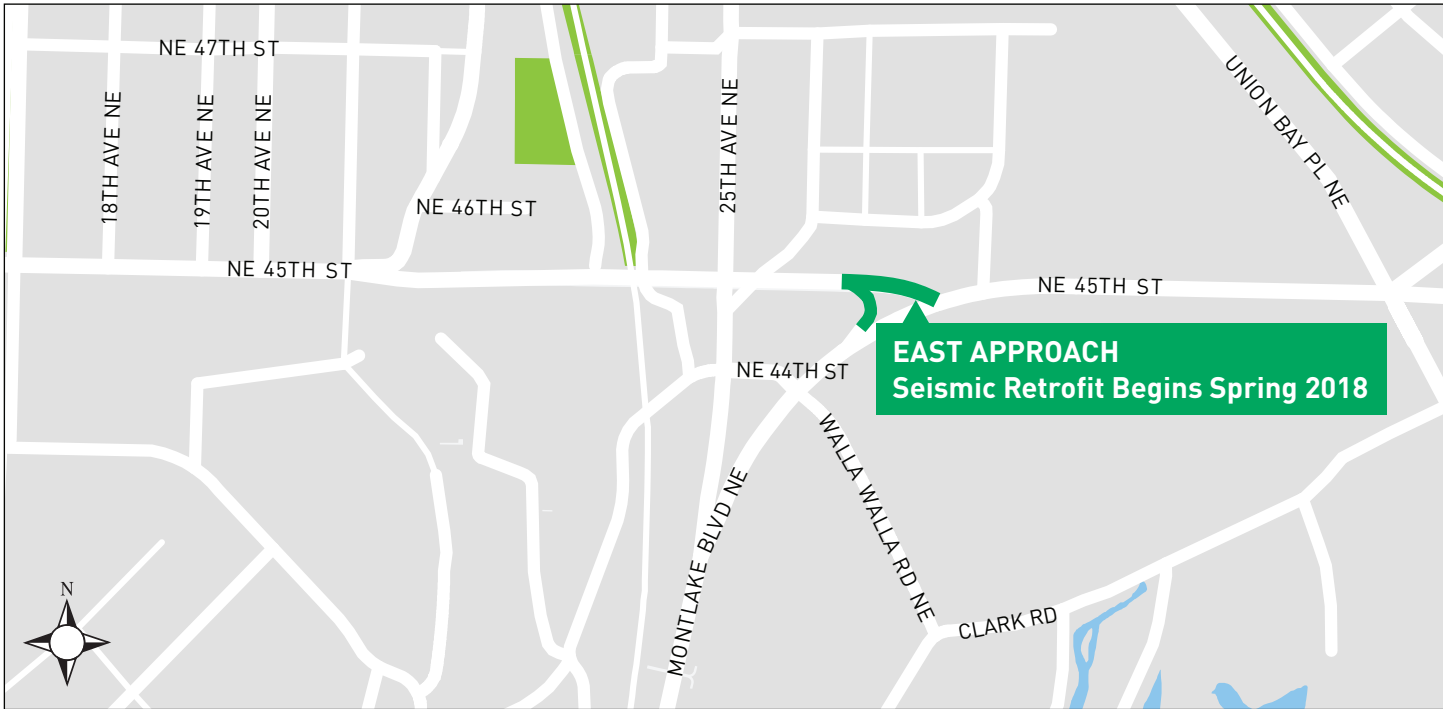 NE 47TH ST
UNION BAY PL NE
18TH AVE NE
19TH AVE NE
20TH AVE NE
25TH AVE NE
NE 46TH ST
NE 45TH ST
NE 45TH ST
EAST APPROACH
Seismic Retrofit Begins Spring 2018
NE 44TH ST
WALLA WALLA RD NE
MONTLAKE BLVD NE
CLARK RD
N